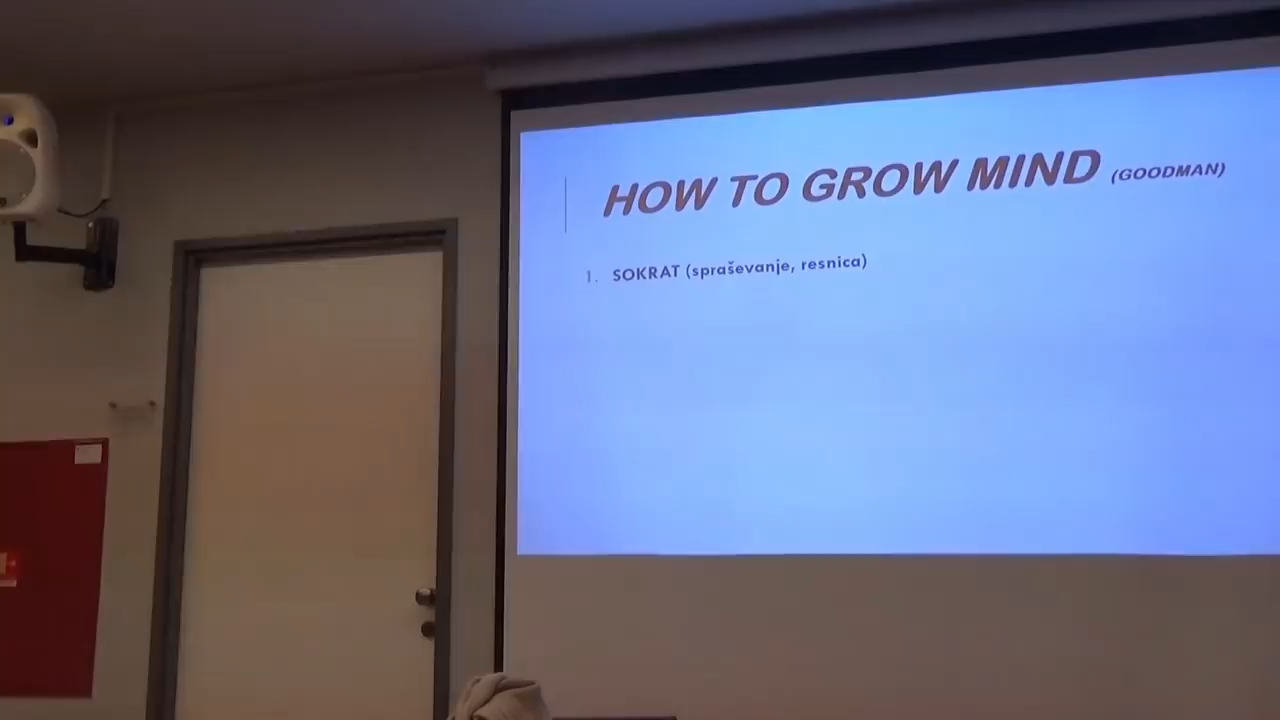 HOW TO GROW MIND (GOODMAN)
1. SOKRAT (spraševanje, resnica)